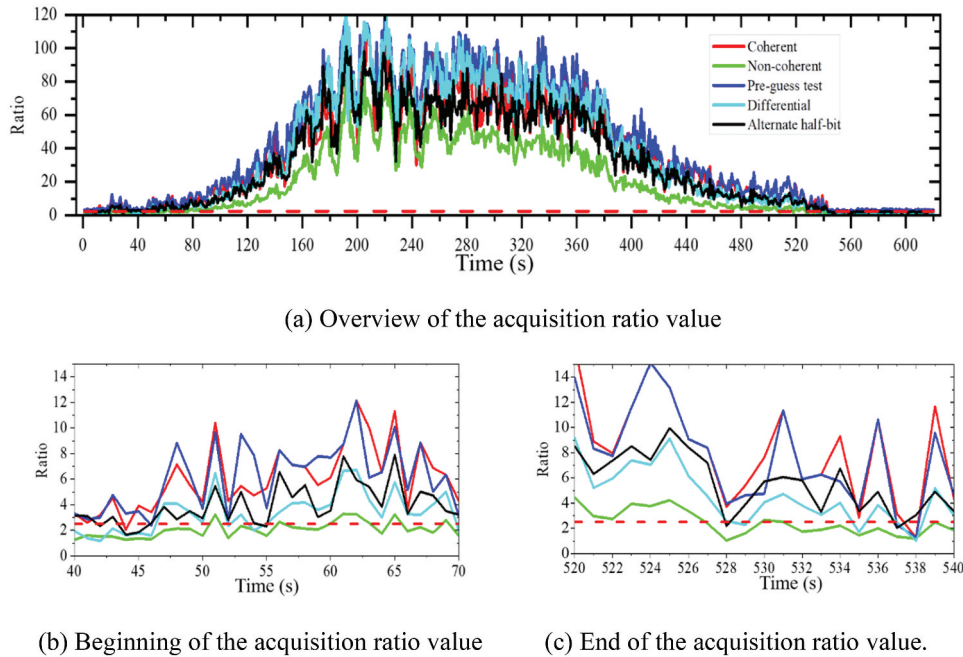 120
100
80
60
40
20
0
Ratio
Coherent
Non-coherent
Pre-guess test
Differential
Alternate half-bit
0 40 80 120 160 200 240 280 320 360 400 440 480 520 560 600
Time (s)
(a) Overview of the acquisition ratio value
14
12
10
8
6
4
2
0
Ratio
40 45 50 55 60 65 70
Time (s)
(b) Beginning of the acquisition ratio value
14
12
10
8
6
4
2
0
Ratio
520 522 524 526 528 530 532 534 536 538 540
Time (s)
(c) End of the acquisition ratio value.